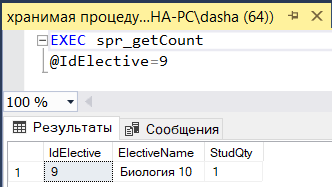 хранимая процеду...HA-PC\dasha (64))
EXEC spr_getCount
@IdElective=9
100 %
Результаты Сообщения
IdElective ElectiveName StudQty
1 9 Биология 10 1